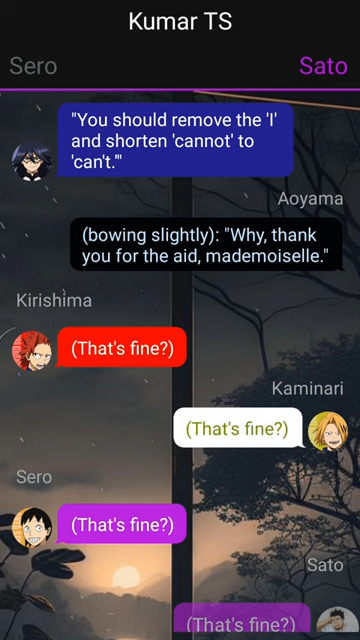 Kumar TS
Sero
Sato
"You should remove the 'I'
and shorten 'cannot' to
'can't.'"
Aoyama
(bowing slightly): "Why, thank
you for the aid, mademoiselle."
Kirishima
(That's fine?)
Kaminari
(That's fine?)
Sero
(That's fine?)
Sato
(That's fine?)